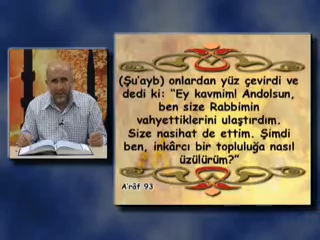 (Şu'ayb) onlardan yüz çevirdi ve
dedi ki: "Ey kavmim! Andolsun,
ben size Rabbimin
vahyettiklerini ulaştırdım.
Size nasihat de ettim. Şimdi
ben, inkârcı bir topluluğa nasıl
üzülürüm?"
A'râf 93